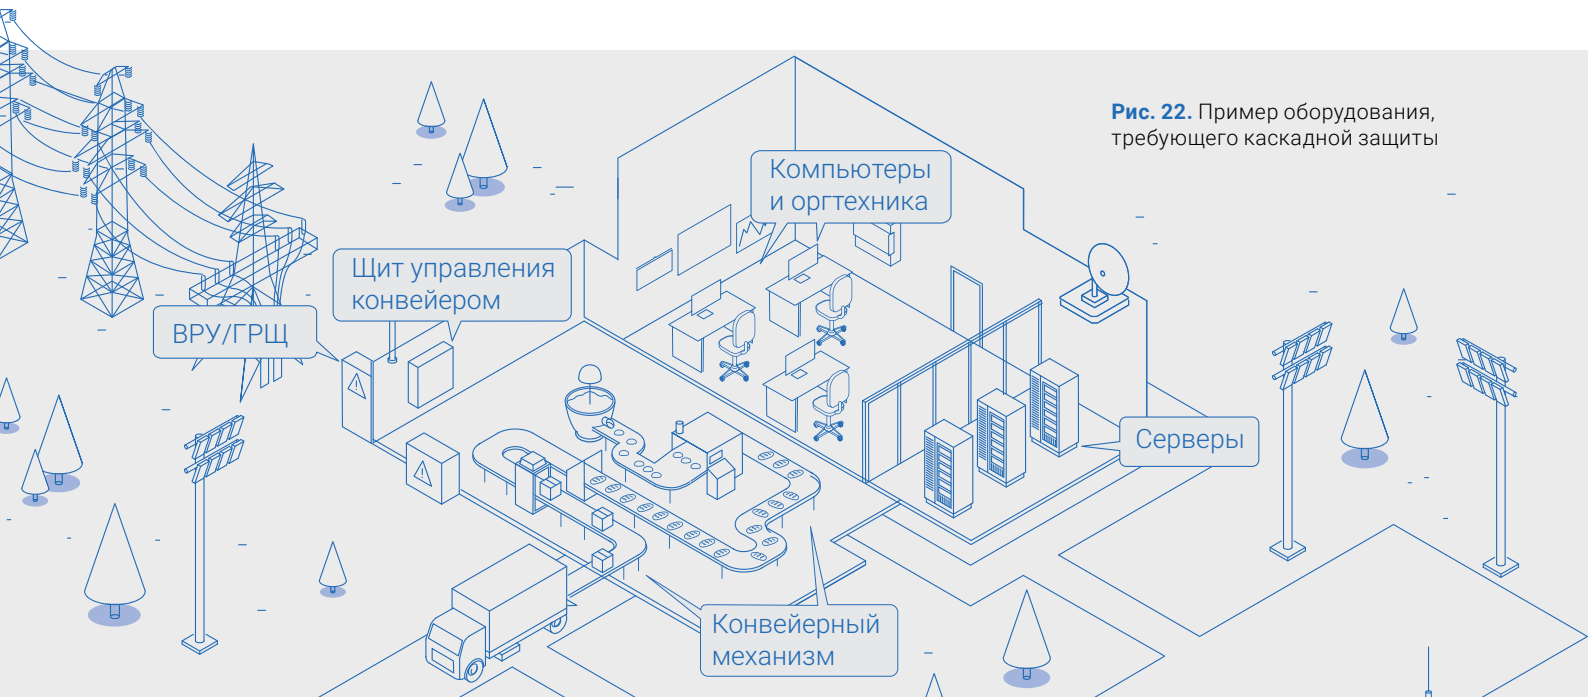 Рис. 22. Пример оборудования,
требующего каскадной защиты
Компьютеры
и оргтехника
Щит управления
конвейером
ВРУ/ГРЩ
Серверы
Конвейерный
механизм